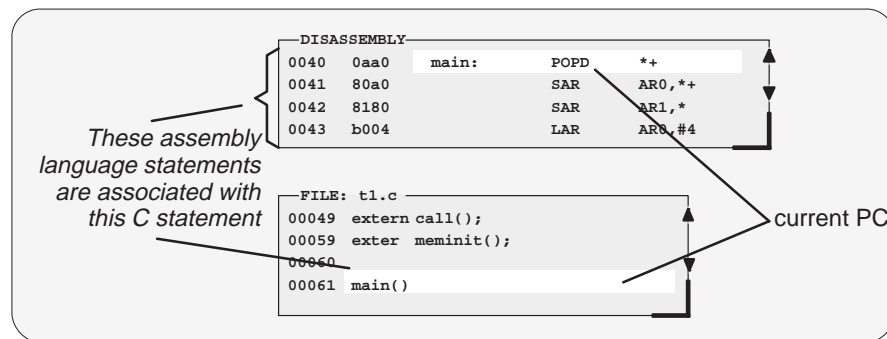 DISASSEMBLY
0040 0aa0 main: POPD *+
0041 80a0 SAR AR0,*+
0042 8180 SAR AR1,*
0043 b004 LAR AR0,#4
These assembly
language statements
are associated with
this C statement
FILE: t1.c
00049 extern call();
00059 exter meminit();
00060
00061 main()
current PC